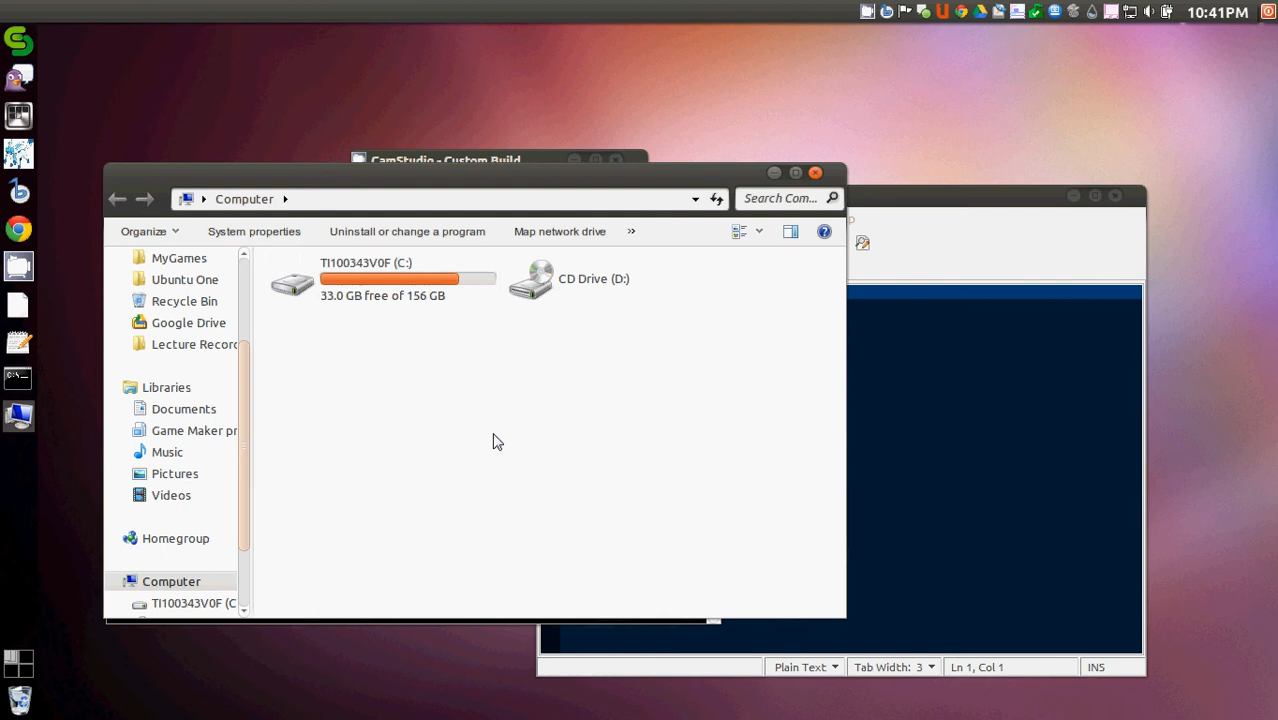 10:41PM
CamStudio - Custom Build
Computer
Search Com...
Organize
System properties
Uninstall or change a program
Map network drive
»
MyGames
Ubuntu One
Recycle Bin
Google Drive
Lecture Recor
Libraries
Documents
Game Maker pr
Music
Pictures
Videos
Homegroup
Computer
TI100343V0F (C
TI100343V0F (C:)
33.0 GB free of 156 GB
CD Drive (D:)
Plain Text
Tab Width: 3
Ln 1, Col 1
INS